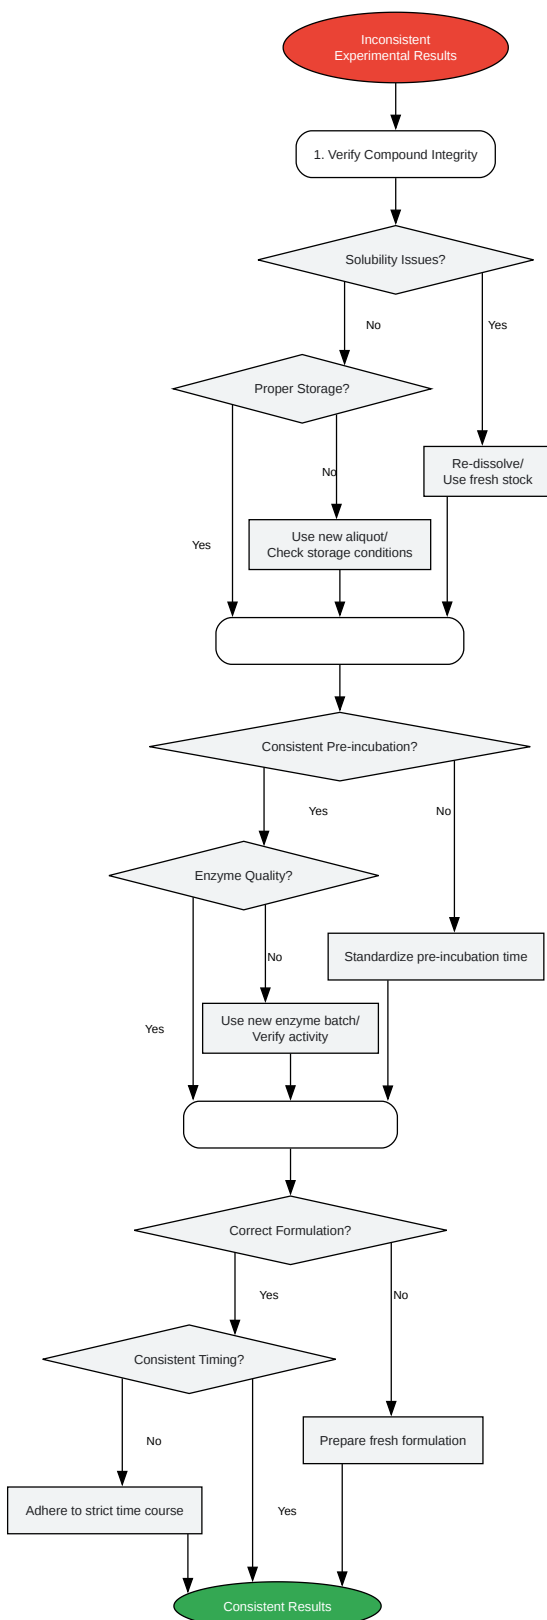 Inconsistent
Experimental Results
1. Verify Compound Integrity
Solubility Issues?
No
Yes
Proper Storage?
No
Re-dissolve/
Use fresh stock
Yes
Use new aliquot/
Check storage conditions
Consistent Pre-incubation?
Yes
No
Enzyme Quality?
No
Standardize pre-incubation time
Yes
Use new enzyme batch/
Verify activity
Correct Formulation?
Yes
No
Consistent Timing?
No
Prepare fresh formulation
Yes
Adhere to strict time course
Consistent Results